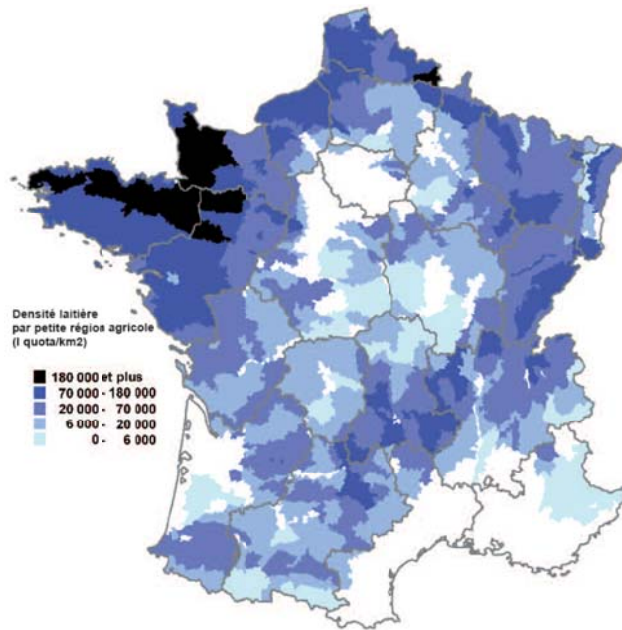 Densité laitière
par petite région agricole
(l quota/km2)
180 000 et plus
70 000 - 180 000
20 000 - 70 000
6 000 - 20 000
0 - 6 000